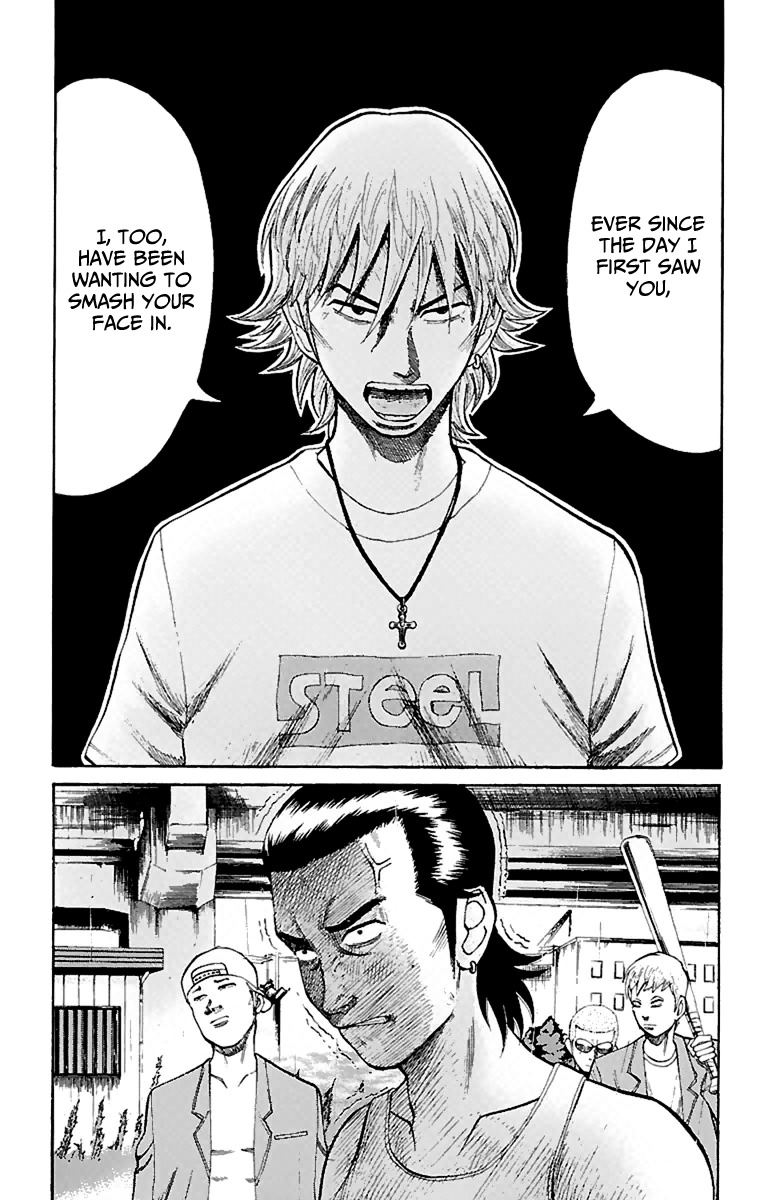 EVER SINCE
THE DAY I
FIRST SAW
YOU,
I, TOO,
HAVE BEEN
WANTING TO
SMASH YOUR
FACE IN.
STEEL